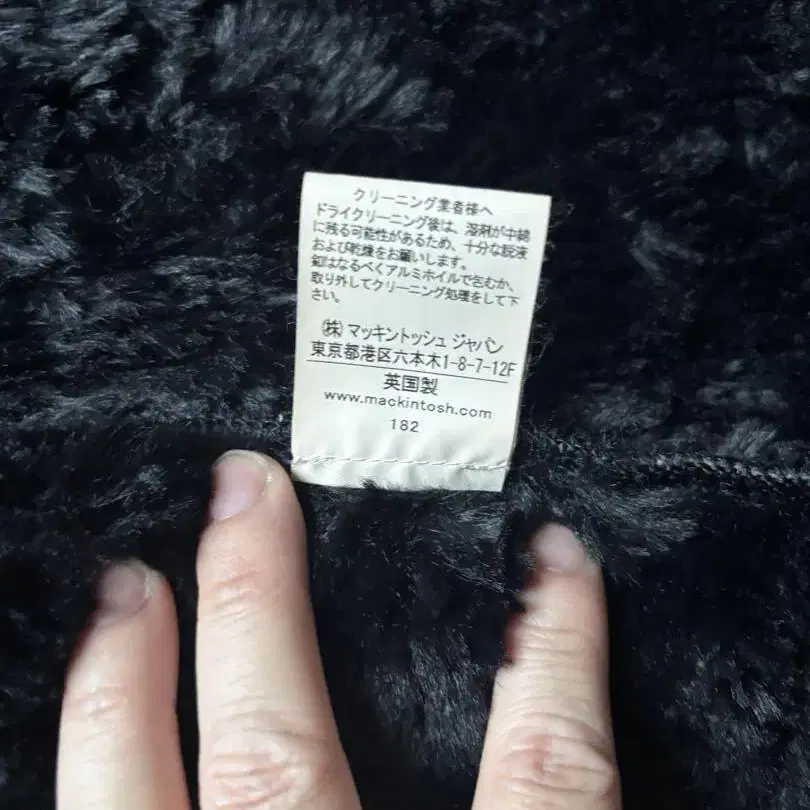 クリーニング業者様へ
ドライクリーニング後は、溶剤が中綿
に残る可能性があるため、十分な脱液
および乾燥をお願いします。
釦はなるべくアルミホイルで包むか、
取り外してクリーニング処理をして下
さい。
㈱マッキントッシュ ジャパン
東京都港区六本木1-8-7-12F
英国製
www.mackintosh.com
182